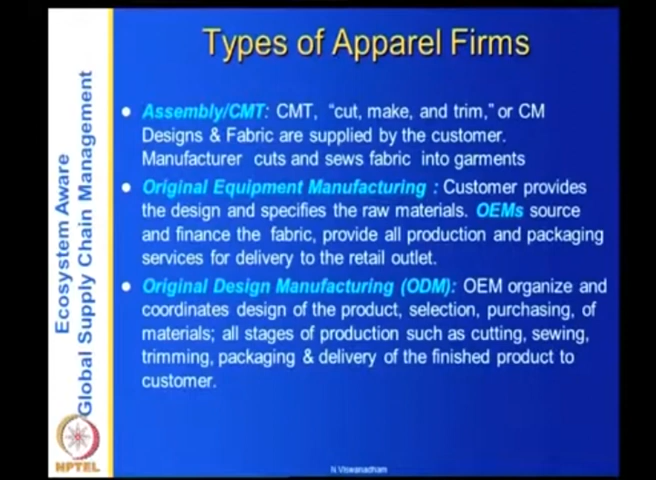 Types of Apparel Firms
Assembly/CMT: CMT, "cut, make, and trim," or CM
Designs & Fabric are supplied by the customer.
Manufacturer cuts and sews fabric into garments
Original Equipment Manufacturing : Customer provides
the design and specifies the raw materials. OEMs source
and finance the fabric, provide all production and packaging
services for delivery to the retail outlet.
Original Design Manufacturing (ODM): OEM organize and
coordinates design of the product, selection, purchasing, of
materials; all stages of production such as cutting, sewing,
trimming, packaging & delivery of the finished product to
customer.
Ecosystem Aware
Global Supply Chain Management
NPTEL
N Viswanadham